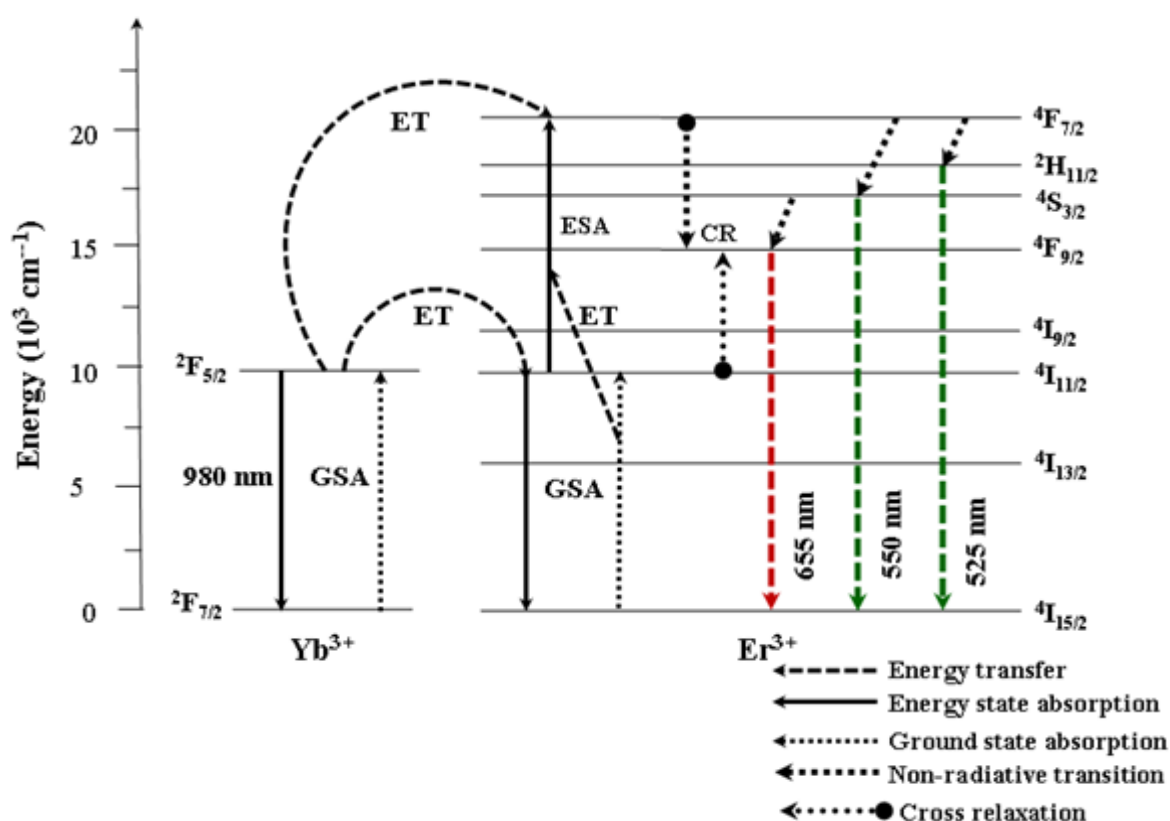 Energy (10³ cm⁻¹)
20
15
10
5
0
ET
ET
ET
ESA
CR
GSA
GSA
980 nm
²F₅/₂
²F₇/₂
Yb³⁺
Er³⁺
⁴F₇/₂
²H₁₁/₂
⁴S₃/₂
⁴F₉/₂
⁴I₉/₂
⁴I₁₁/₂
⁴I₁₃/₂
⁴I₁₅/₂
655 nm
550 nm
525 nm
Energy transfer
Energy state absorption
Ground state absorption
Non-radiative transition
Cross relaxation